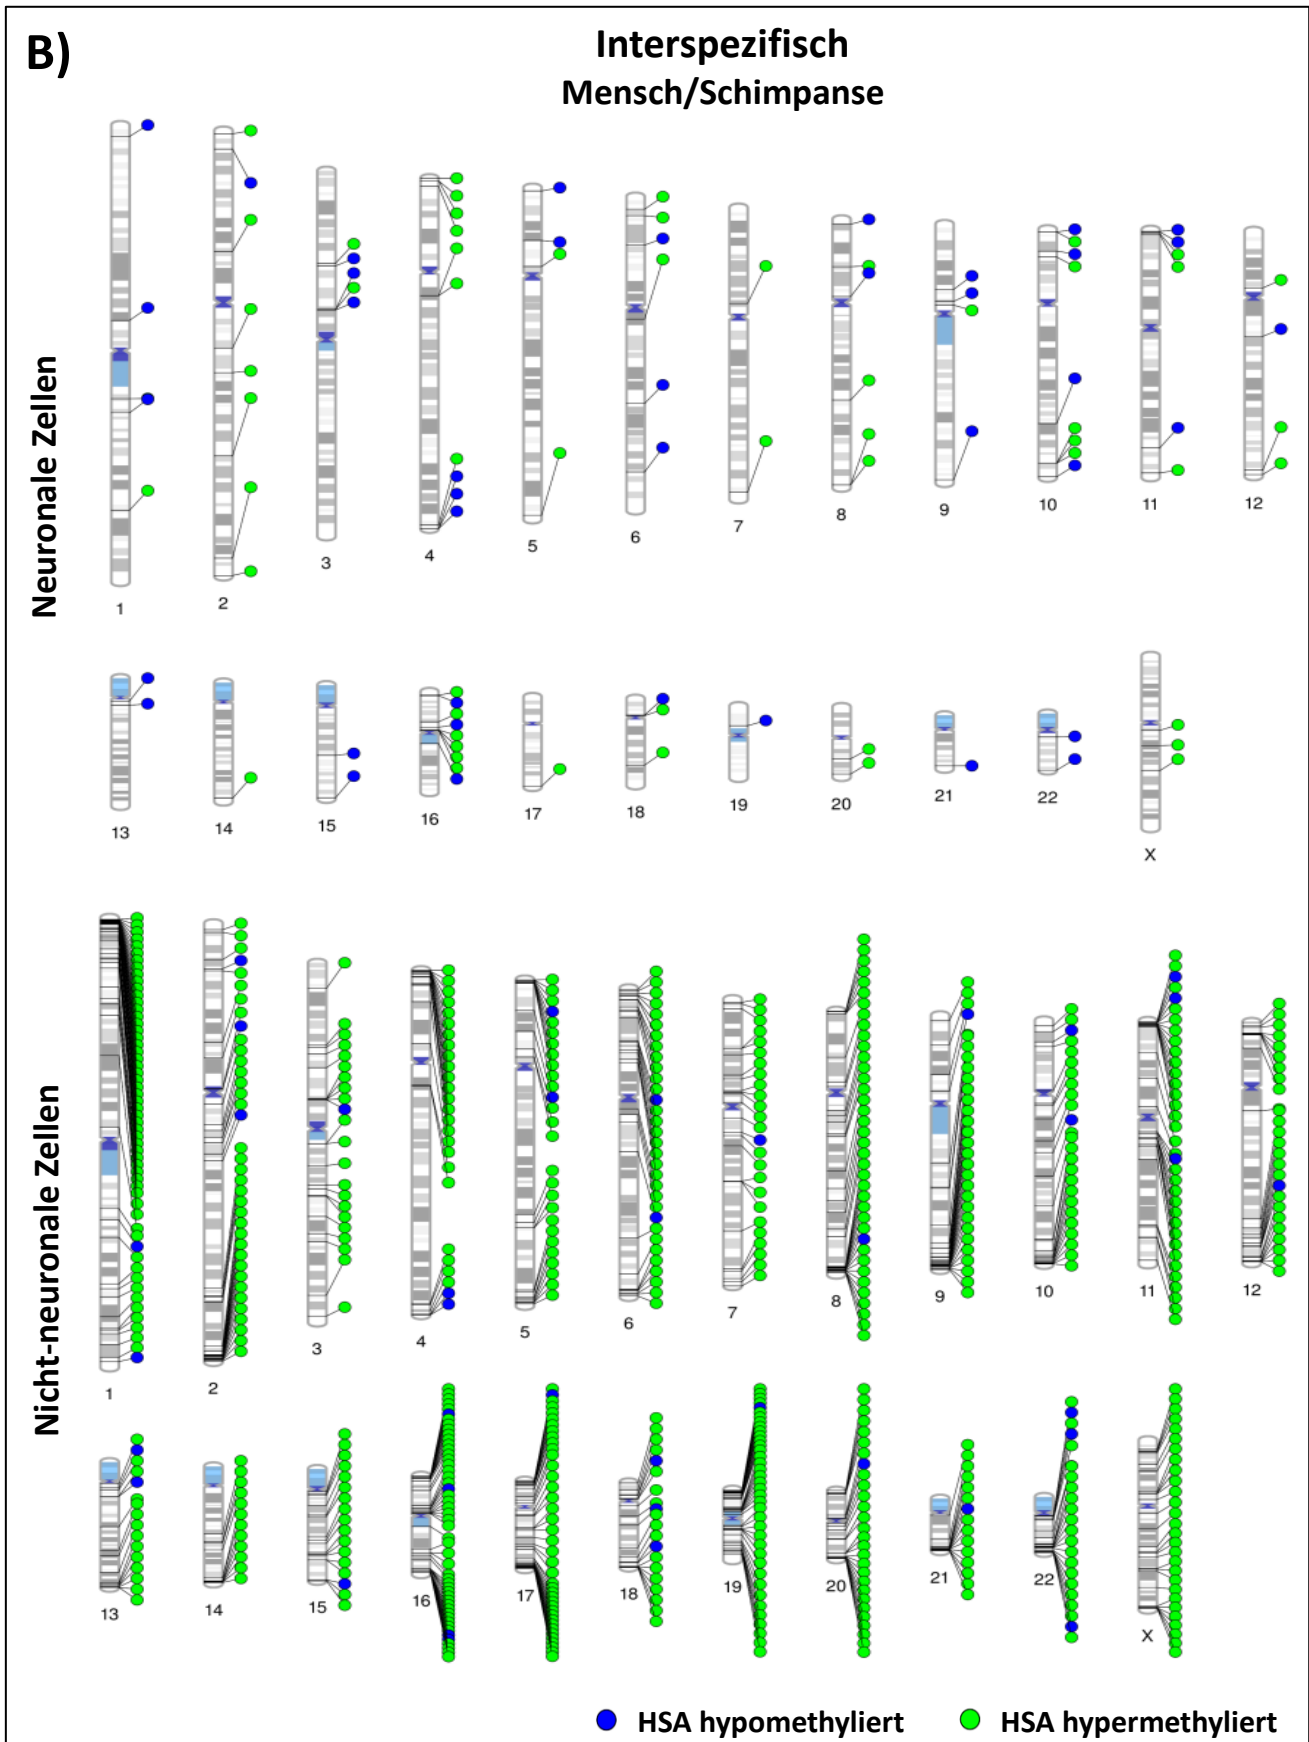 B)
Interspezifisch
Mensch/Schimpanse
Neuronale Zellen
1 2 3 4 5 6 7 8 9 10 11 12
13 14 15 16 17 18 19 20 21 22 X
Nicht-neuronale Zellen
1 2 3 4 5 6 7 8 9 10 11 12
13 14 15 16 17 18 19 20 21 22 X
HSA hypomethyliert HSA hypermethyliert